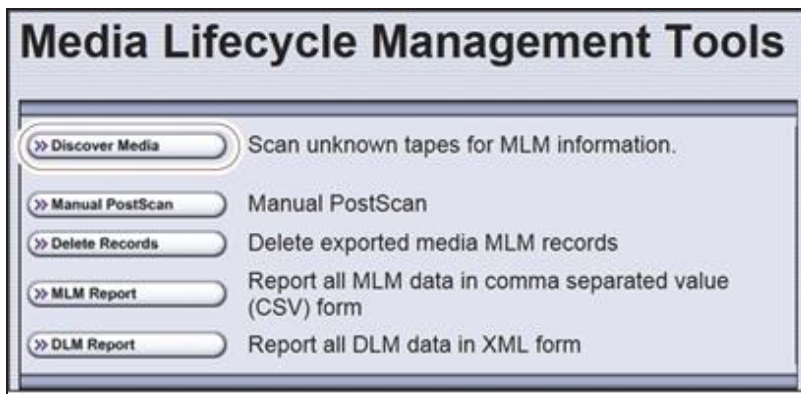 Media Lifecycle Management Tools
» Discover Media Scan unknown tapes for MLM information.
» Manual PostScan Manual PostScan
» Delete Records Delete exported media MLM records
» MLM Report Report all MLM data in comma separated value
(CSV) form
» DLM Report Report all DLM data in XML form